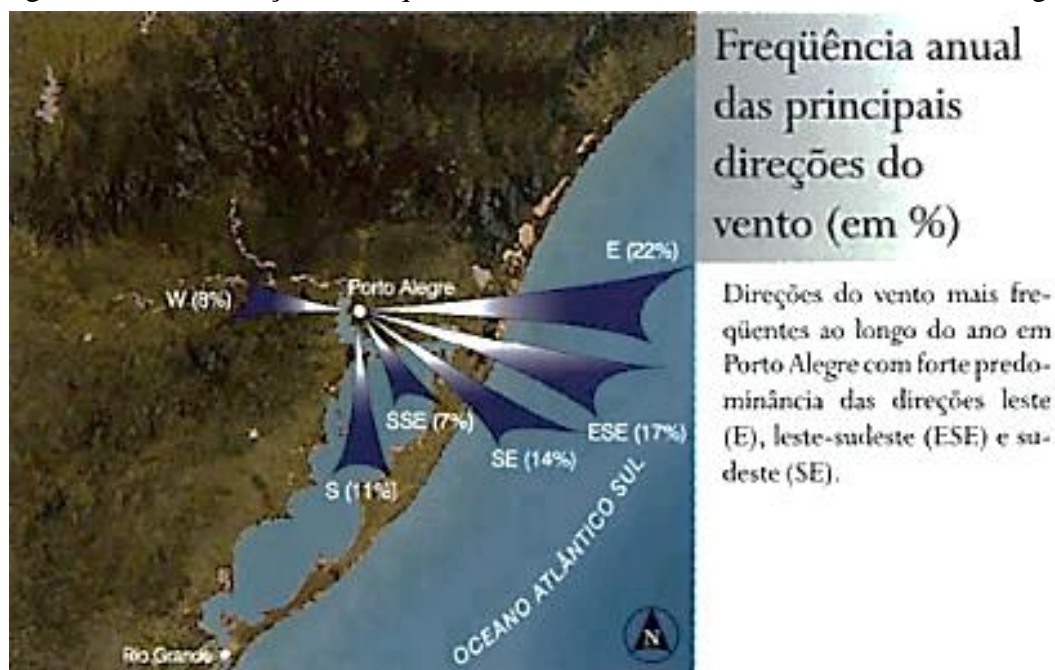 Freqüência anual
das principais
direções do
vento (em %)
Direções do vento mais fre-
qüentes ao longo do ano em
Porto Alegre com forte predo-
minância das direções leste
(E), leste-sudeste (ESE) e su-
deste (SE).
E (22%)
W (8%)
Porto Alegre
SSE (7%)
ESE (17%)
SE (14%)
S (11%)
OCEANO ATLÂNTICO SUL
N
Rio Grande